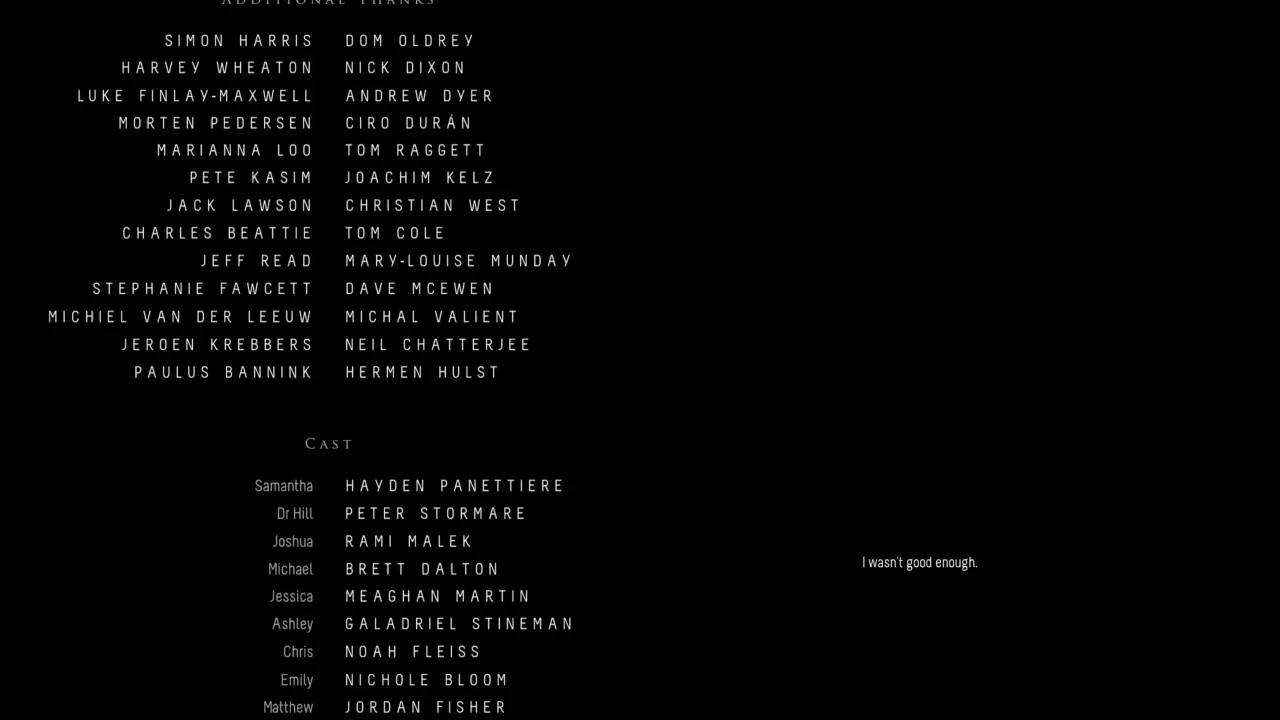 ADDITIONAL THANKS
SIMON HARRIS DOM OLDREY
HARVEY WHEATON NICK DIXON
LUKE FINLAY-MAXWELL ANDREW DYER
MORTEN PEDERSEN CIRO DURÁN
MARIANNA LOO TOM RAGGETT
PETE KASIM JOACHIM KELZ
JACK LAWSON CHRISTIAN WEST
CHARLES BEATTIE TOM COLE
JEFF READ MARY-LOUISE MUNDAY
STEPHANIE FAWCETT DAVE MCEWEN
MICHIEL VAN DER LEEUW MICHAL VALIENT
JEROEN KREBBERS NEIL CHATTERJEE
PAULUS BANNINK HERMEN HULST
CAST
Samantha HAYDEN PANETTIERE
Dr Hill PETER STORMARE
Joshua RAMI MALEK
I wasn't good enough.
Michael BRETT DALTON
Jessica MEAGHAN MARTIN
Ashley GALADRIEL STINEMAN
Chris NOAH FLEISS
Emily NICHOLE BLOOM
Matthew JORDAN FISHER